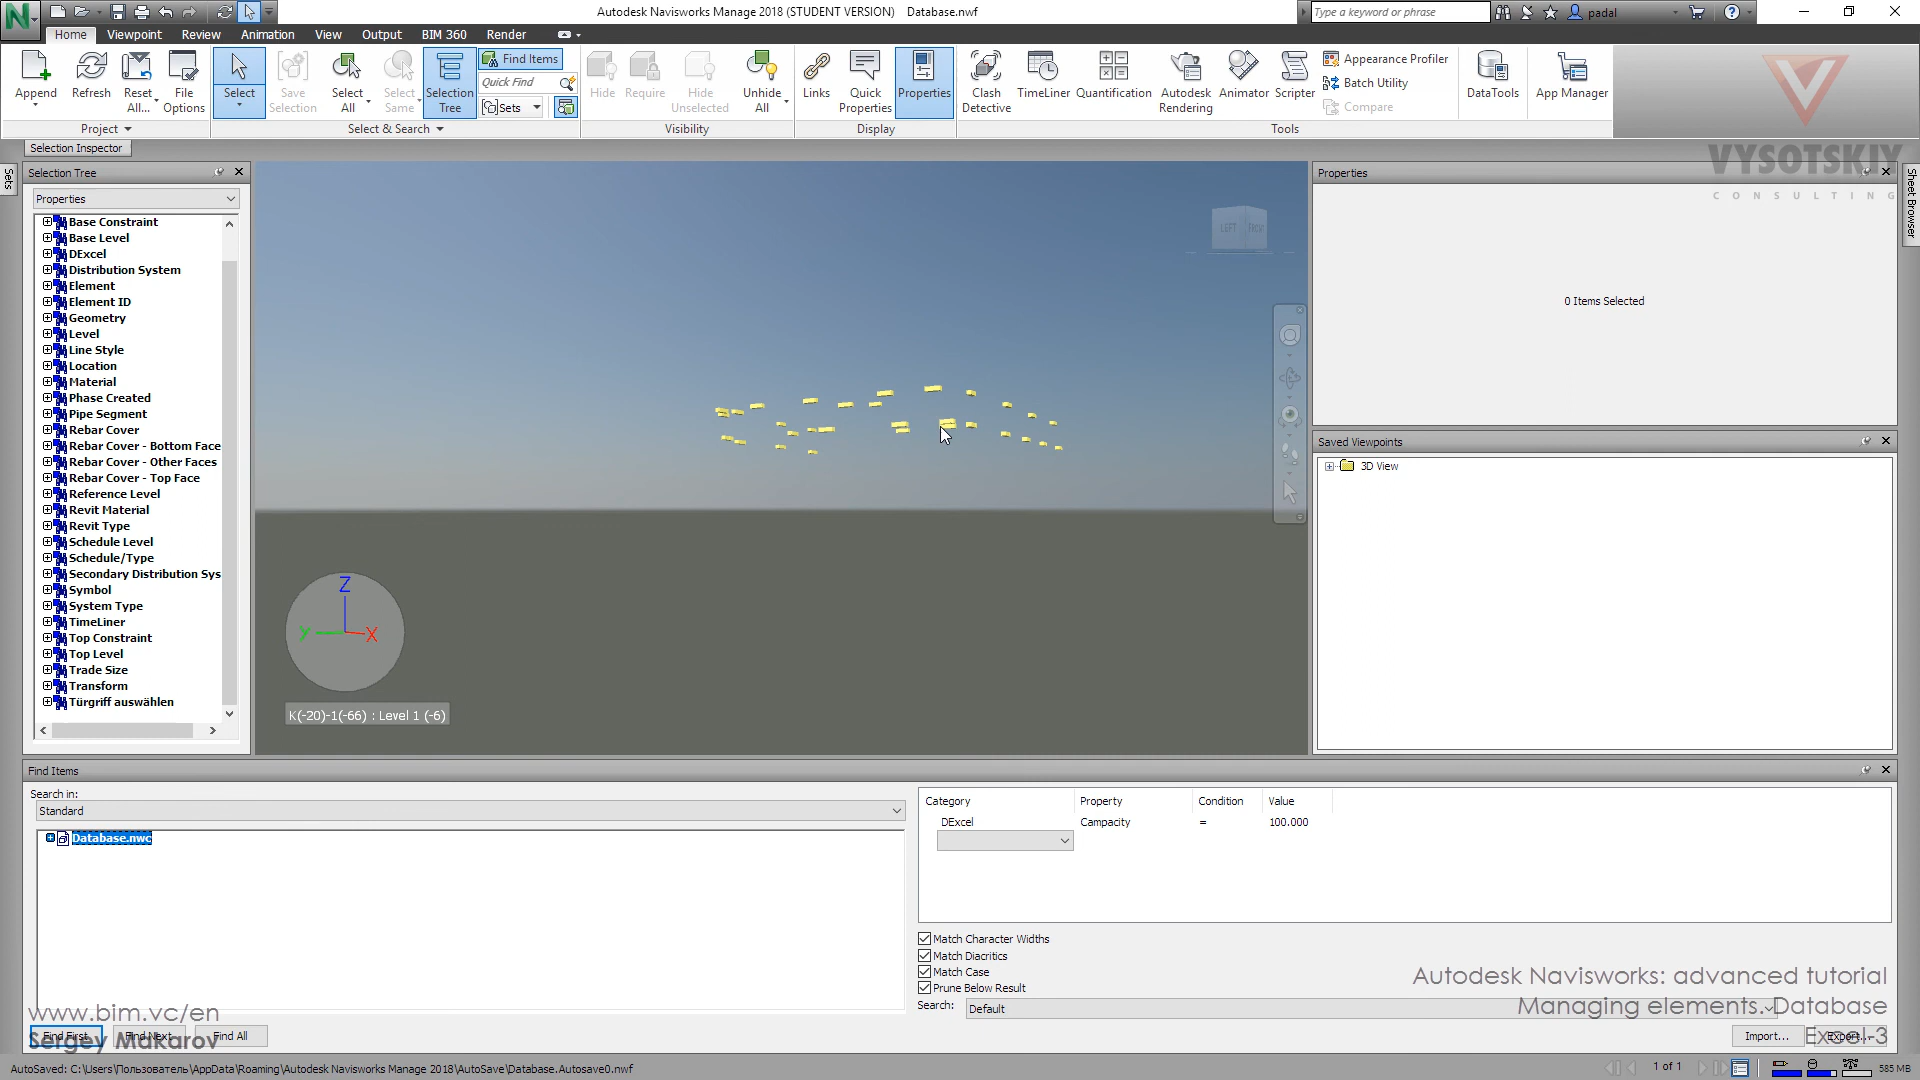 Autodesk Navisworks Manage 2018 (STUDENT VERSION) Database.nwf
Type a keyword or phrase
padal
Home Viewpoint Review Animation View Output BIM 360 Render
Append
Refresh
Reset All...
File Options
Select
Save Selection
Select All
Select Same
Selection Tree
Find Items
Quick Find
Sets
Hide
Require
Hide Unselected
Unhide All
Links
Quick Properties
Properties
Clash Detective
TimeLiner
Quantification
Autodesk Rendering
Animator
Scripter
Appearance Profiler
Batch Utility
Compare
DataTools
App Manager
Project
Select & Search
Visibility
Display
Tools
VYSOTSKIY
CONSULTING
Selection Inspector
Sets
Selection Tree
Properties
Base Constraint
Base Level
DExcel
Distribution System
Element
Element ID
Geometry
Level
Line Style
Location
Material
Phase Created
Pipe Segment
Rebar Cover
Rebar Cover - Bottom Face
Rebar Cover - Other Faces
Rebar Cover - Top Face
Reference Level
Revit Material
Revit Type
Schedule Level
Schedule/Type
Secondary Distribution Sys
Symbol
System Type
TimeLiner
Top Constraint
Top Level
Trade Size
Transform
Türgriff auswählen
LEFT
Z
Y
X
K(-20)-1(-66) : Level 1 (-6)
Properties
0 Items Selected
Sheet Browser
Saved Viewpoints
3D View
Find Items
Search in:
Standard
Database.nwc
Category Property Condition Value
DExcel Campacity = 100.000
Match Character Widths
Match Diacritics
Match Case
Prune Below Result
Search: Default
Find First Find Next Find All
Import... Export...
www.bim.vc/en
Sergey Makarov
Autodesk Navisworks: advanced tutorial
Managing elements. Database
Excel-3
AutoSaved: C:\Users\Пользователь\AppData\Roaming\Autodesk Navisworks Manage 2018\AutoSave\Database.Autosave0.nwf
1 of 1
585 MB